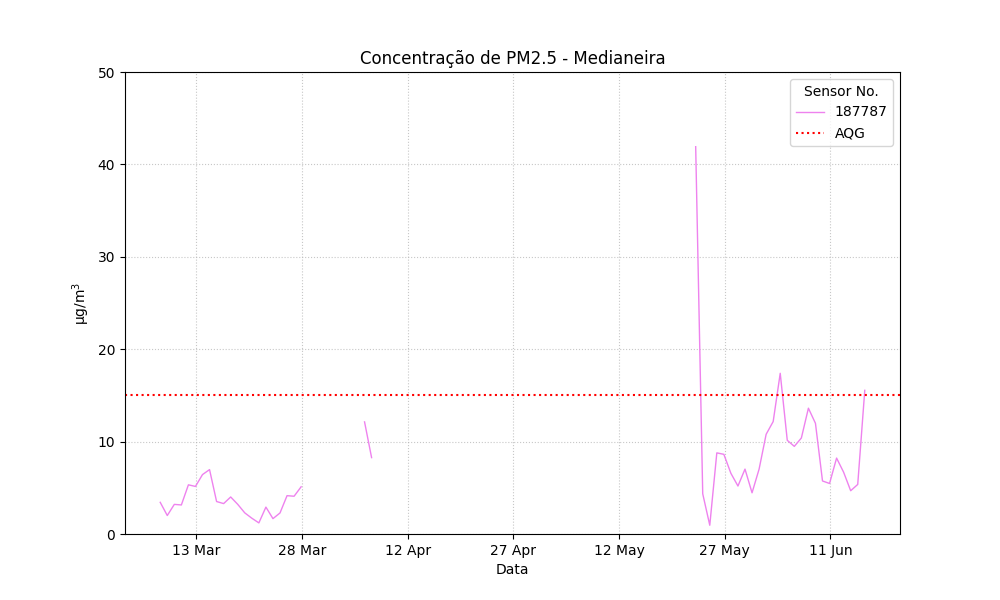 Concentração de PM2.5 - Medianeira
Sensor No.
187787
AQG
50
40
30
20
10
0
µg/m³
13 Mar
28 Mar
12 Apr
27 Apr
12 May
27 May
11 Jun
Data